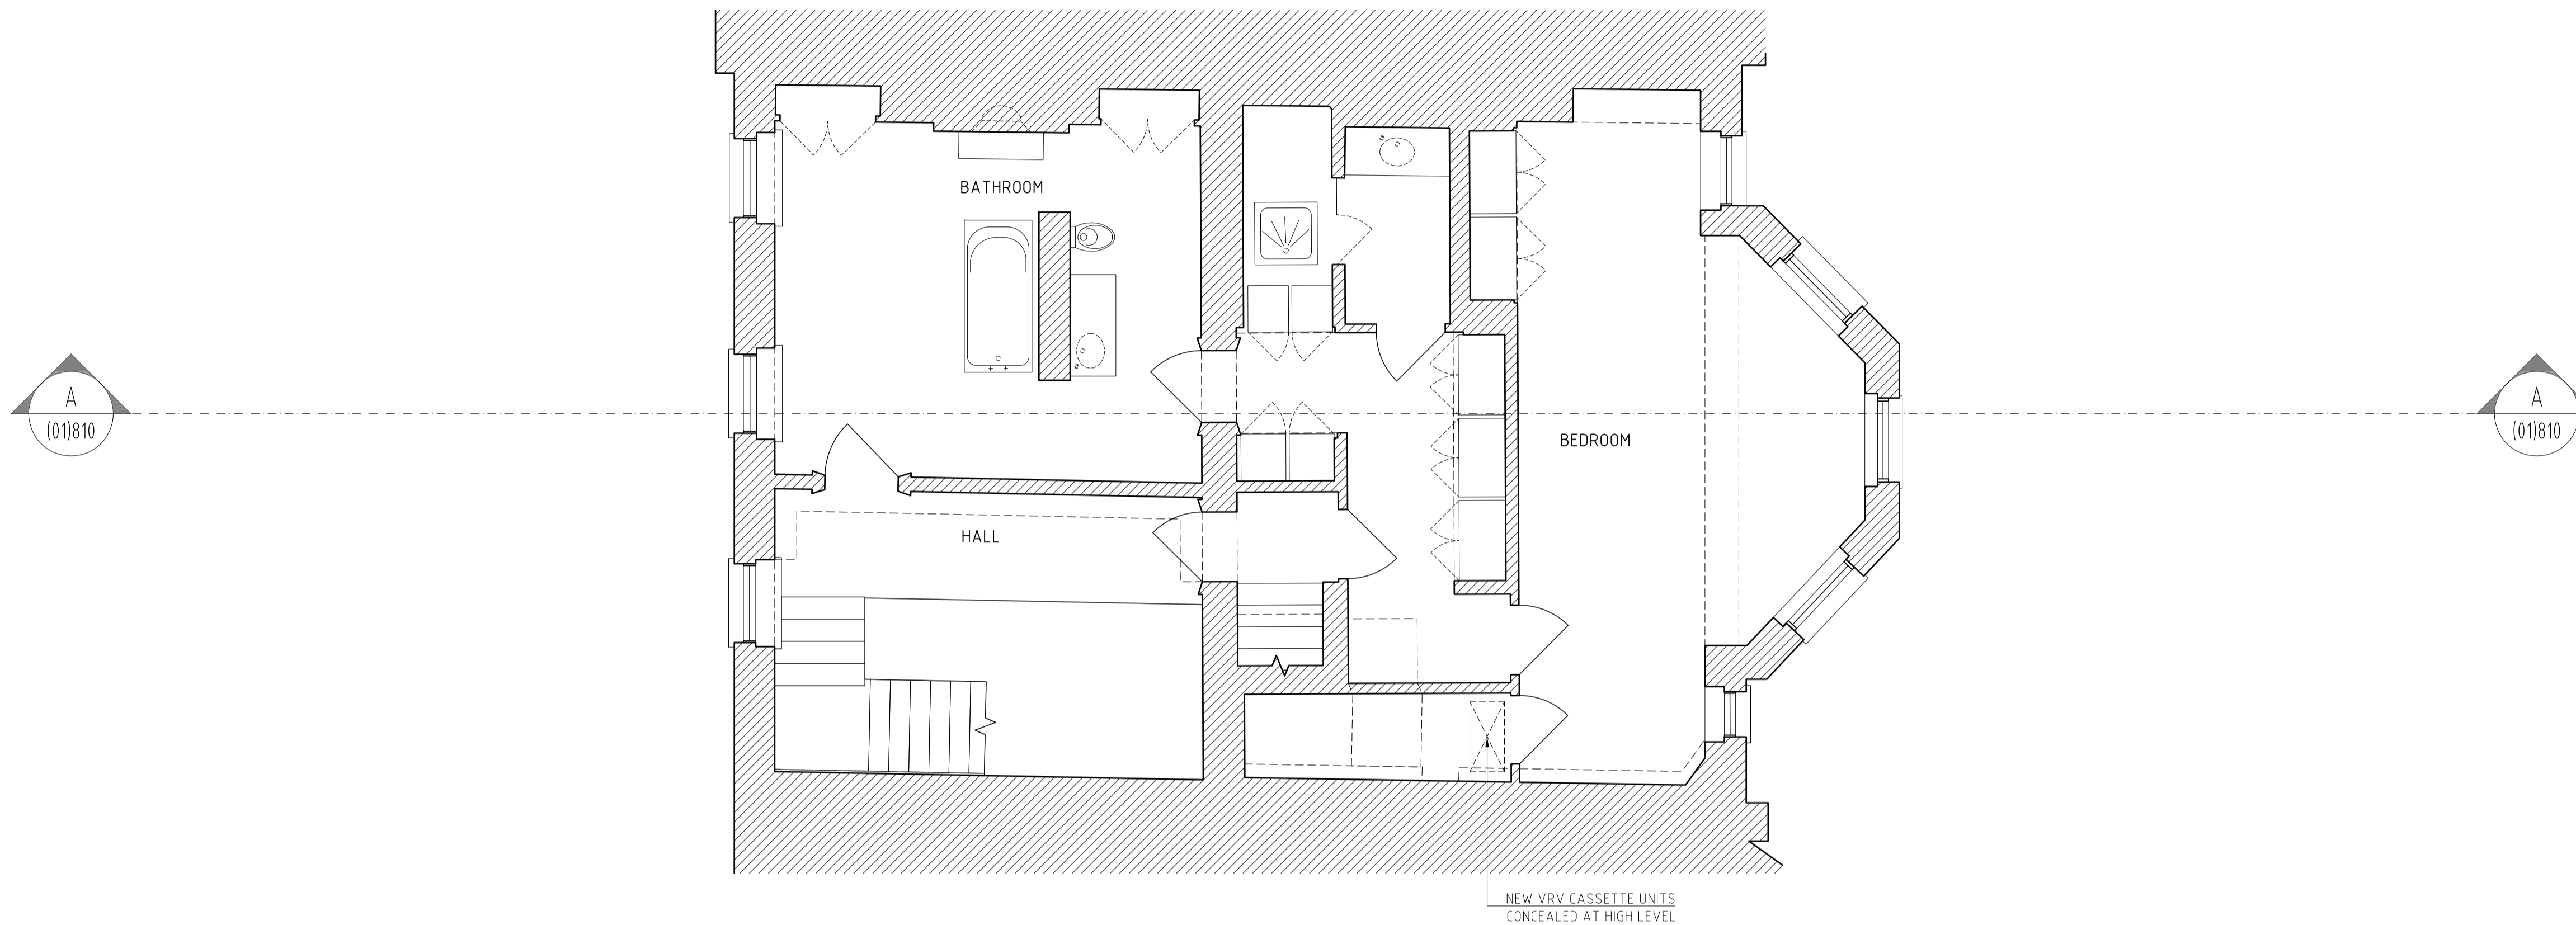 BATHROOM
A
(01)810
A
(01)810
BEDROOM
HALL
NEW VRV CASSETTE UNITS
CONCEALED AT HIGH LEVEL